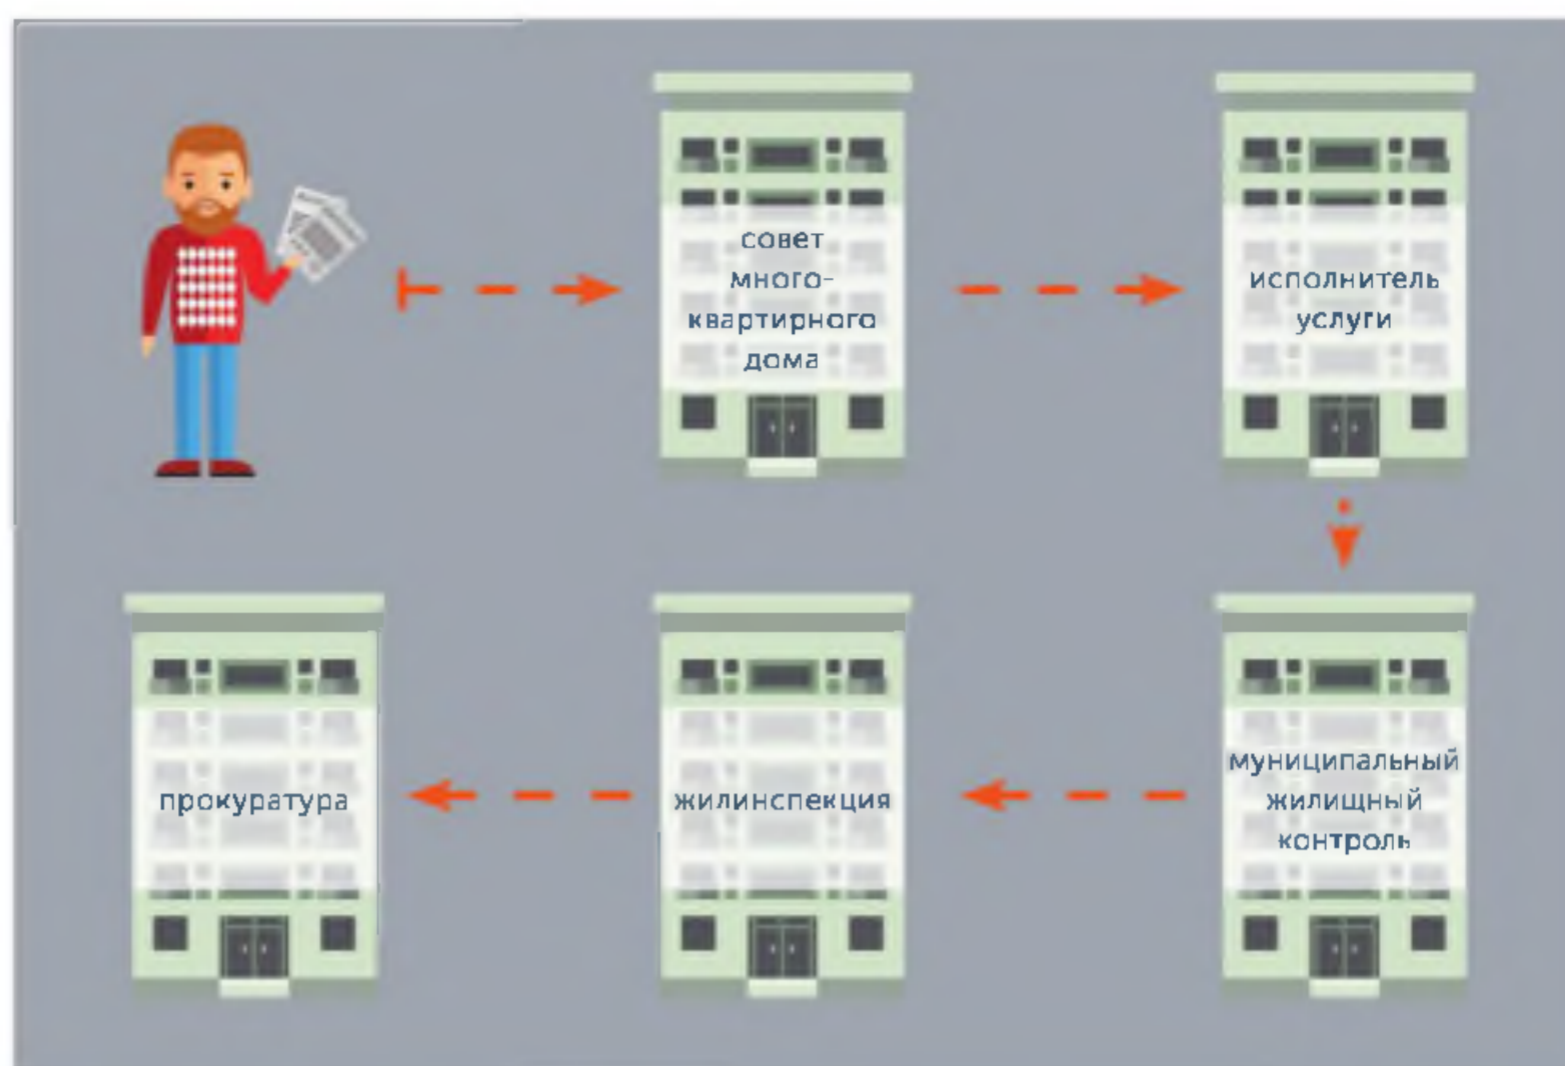 совет
много-
квартирного
дома
исполнитель
услуги
прокуратура
жилинспекция
муниципальный
жилищный
контроль